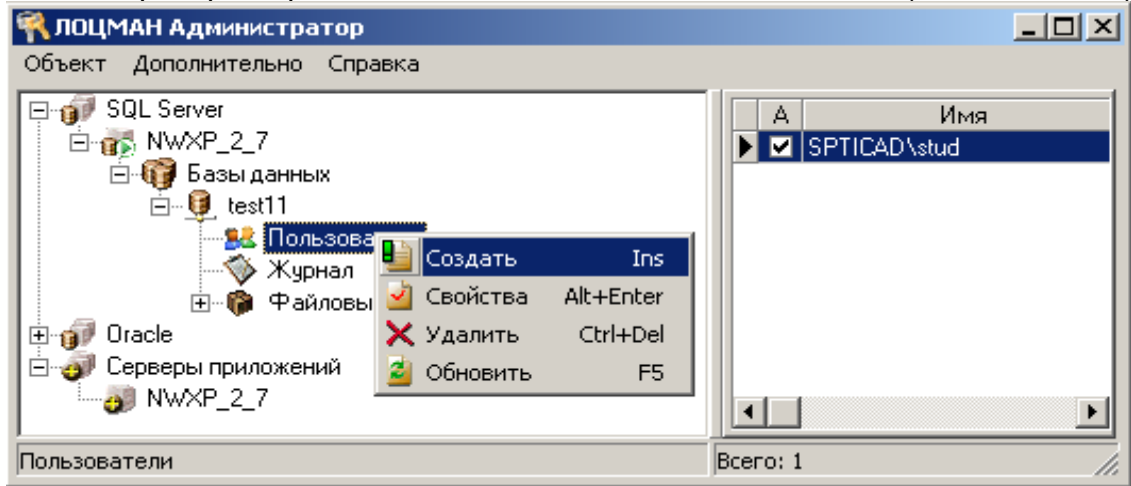 ЛОЦМАН Администратор
Объект Дополнительно Справка
SQL Server
NWXP_2_7
Базы данных
test11
Пользова
Журнал
Файловы
Oracle
Серверы приложений
NWXP_2_7
Создать Ins
Свойства Alt+Enter
Удалить Ctrl+Del
Обновить F5
А Имя
SPTICAD\stud
Пользователи
Всего: 1